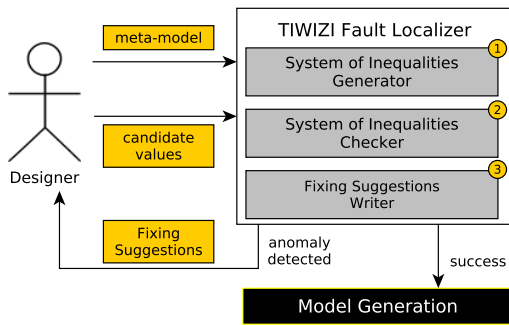 meta-model
TIWIZI Fault Localizer
1
System of Inequalities
Generator
2
System of Inequalities
Checker
candidate
values
3
Fixing Suggestions
Writer
Designer
Fixing
Suggestions
anomaly
detected
success
Model Generation